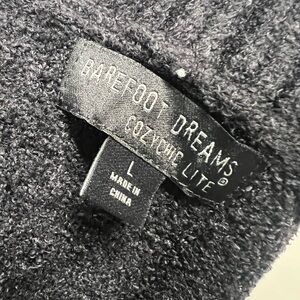 BAREFOOT DREAMS
COZYCHIC LITE®
L
MADE IN
CHINA